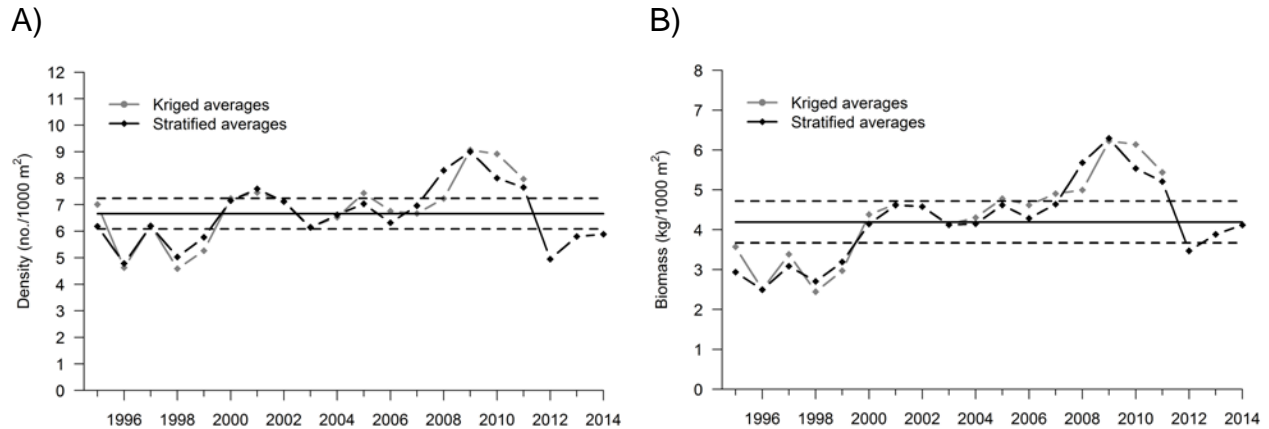 A)
B)
12
11
10
9
8
7
6
5
4
3
2
1
0
Density (no./1000 m²)
Kriged averages
Stratified averages
1996 1998 2000 2002 2004 2006 2008 2010 2012 2014
8
7
6
5
4
3
2
1
0
Biomass (kg/1000 m²)
Kriged averages
Stratified averages
1996 1998 2000 2002 2004 2006 2008 2010 2012 2014